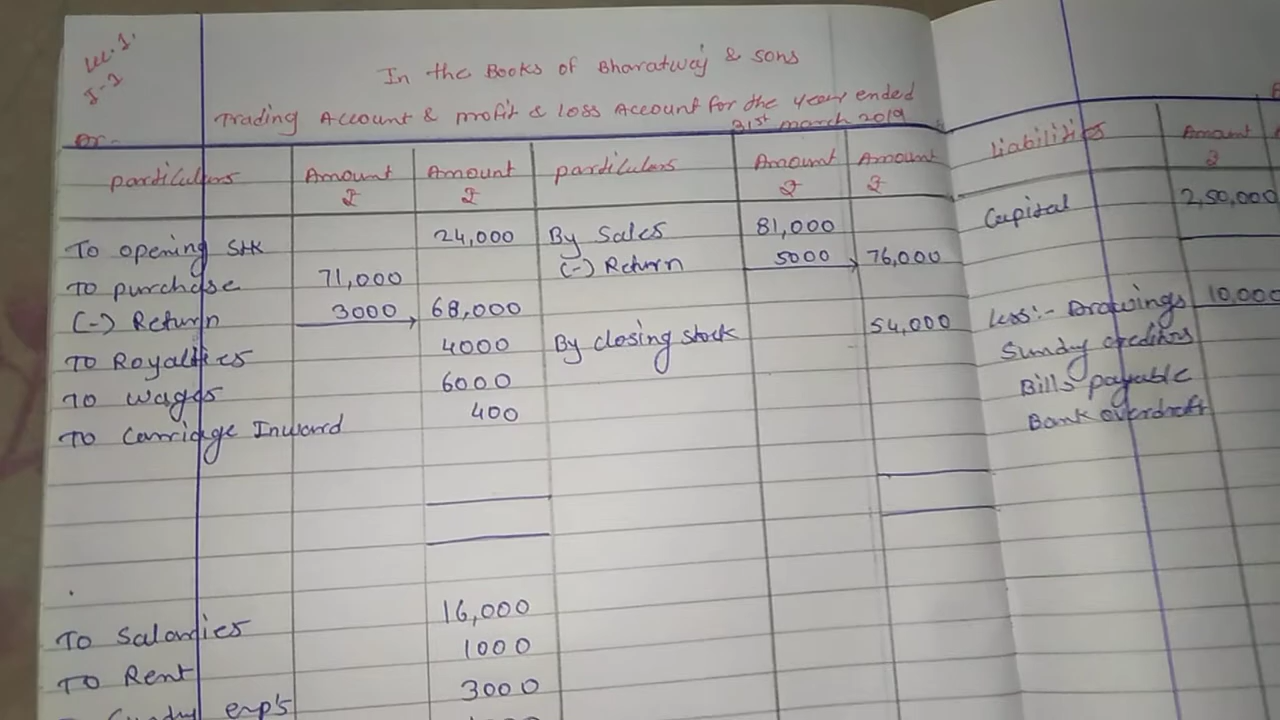 In the Books of Bharatwaj & sons
Trading Account & profit & loss Account for the year ended
31st march 2019
Dr.
particulars Amount ₹ Amount ₹ particulars Amount ₹ Amount ₹ liabilities Amount ₹
To opening Stk 24,000 By Sales 81,000 Capital 2,50,000
To purchase 71,000 (-) Return 5000 76,000
(-) Return 3000 68,000 less:- Drawings 10,000
To Royalties 4000 By closing stock 54,000 Sundry creditors
To wages 6000 Bills payable
To Carriage Inward 400 Bank overdraft
To Salaries 16,000
To Rent 1000
exp's 3000